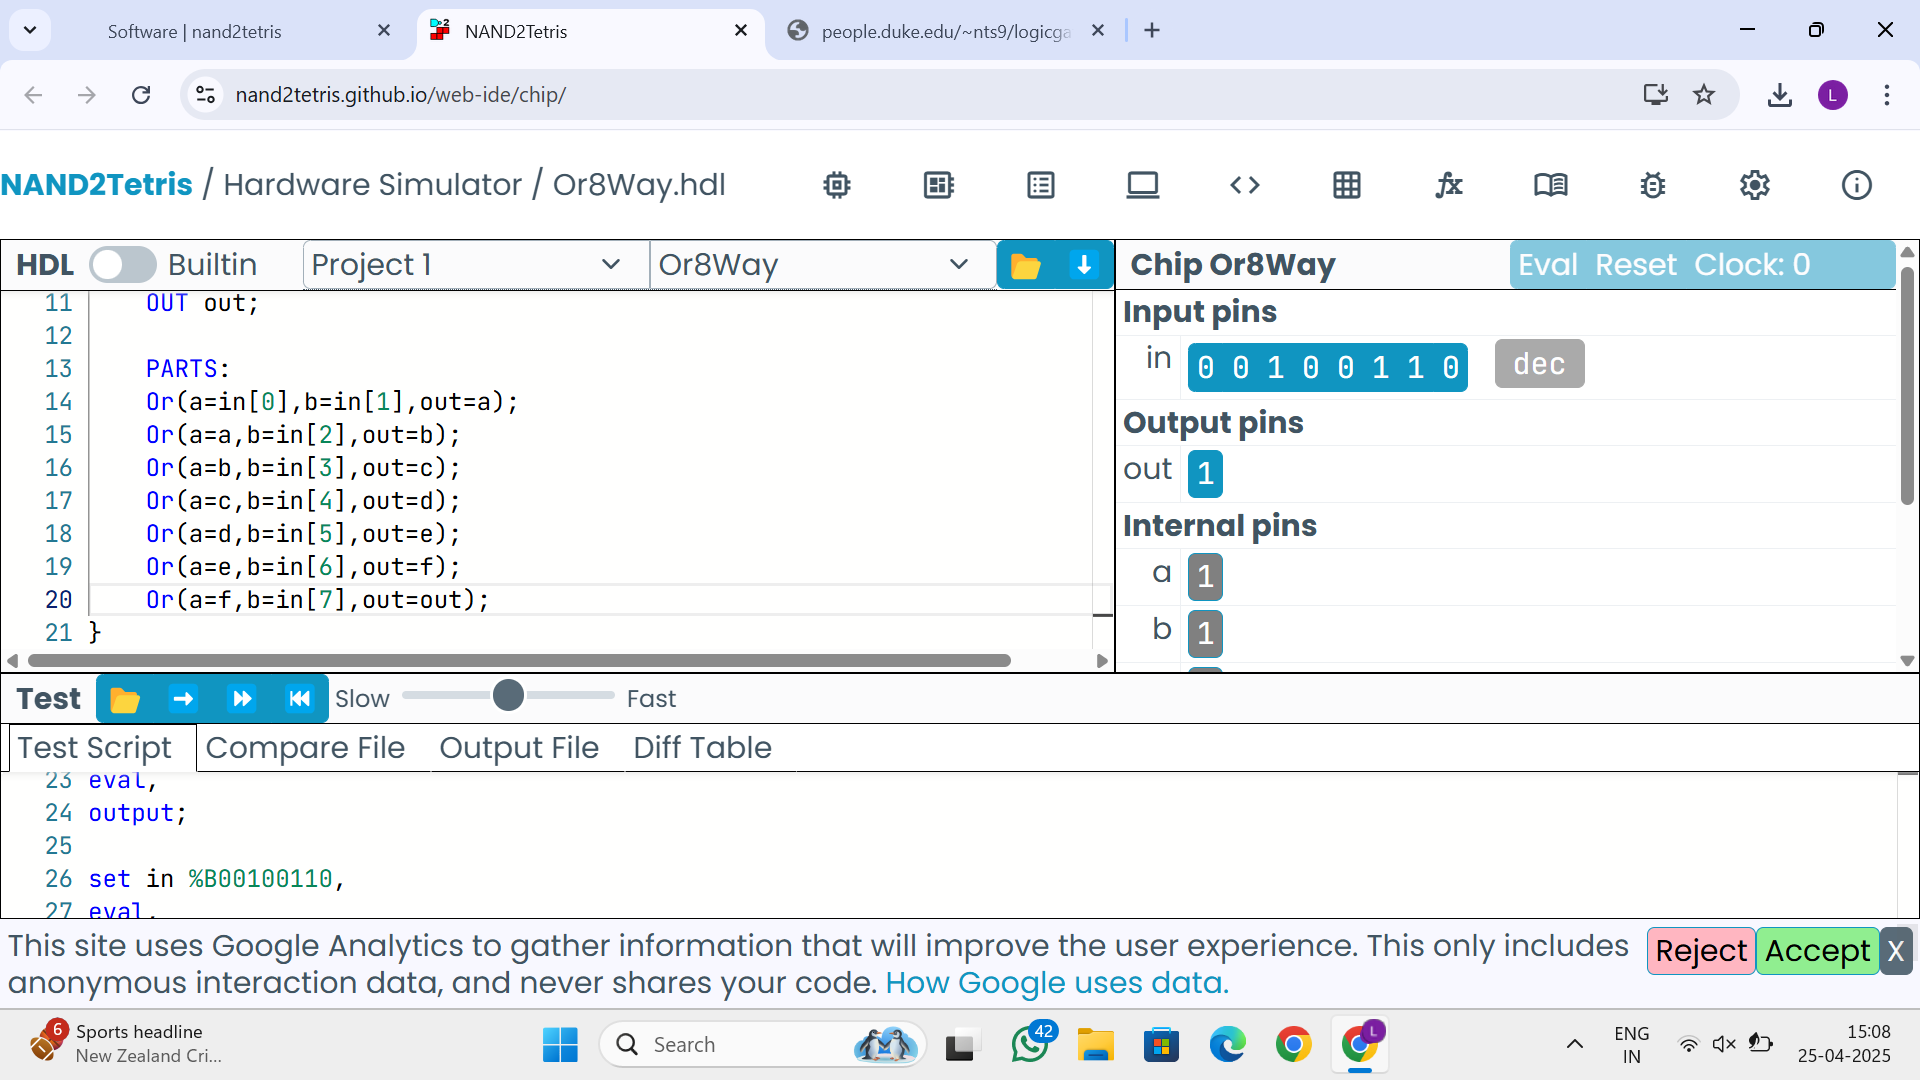 Software | nand2tetris
NAND2Tetris
people.duke.edu/~nts9/logicga
nand2tetris.github.io/web-ide/chip/
L
NAND2Tetris / Hardware Simulator / Or8Way.hdl
HDL Builtin Project 1 Or8Way
Chip Or8Way Eval Reset Clock: 0
11 OUT out;
12
13 PARTS:
14 Or(a=in[0],b=in[1],out=a);
15 Or(a=a,b=in[2],out=b);
16 Or(a=b,b=in[3],out=c);
17 Or(a=c,b=in[4],out=d);
18 Or(a=d,b=in[5],out=e);
19 Or(a=e,b=in[6],out=f);
20 Or(a=f,b=in[7],out=out);
21 }
Input pins
in 0 0 1 0 0 1 1 0 dec
Output pins
out 1
Internal pins
a 1
b 1
Test Slow Fast
Test Script Compare File Output File Diff Table
23 eval,
24 output;
25
26 set in %B00100110,
27 eval,
This site uses Google Analytics to gather information that will improve the user experience. This only includes
anonymous interaction data, and never shares your code. How Google uses data.
Reject Accept X
6 Sports headline
New Zealand Cri...
Search
42
L
ENG
IN
15:08
25-04-2025